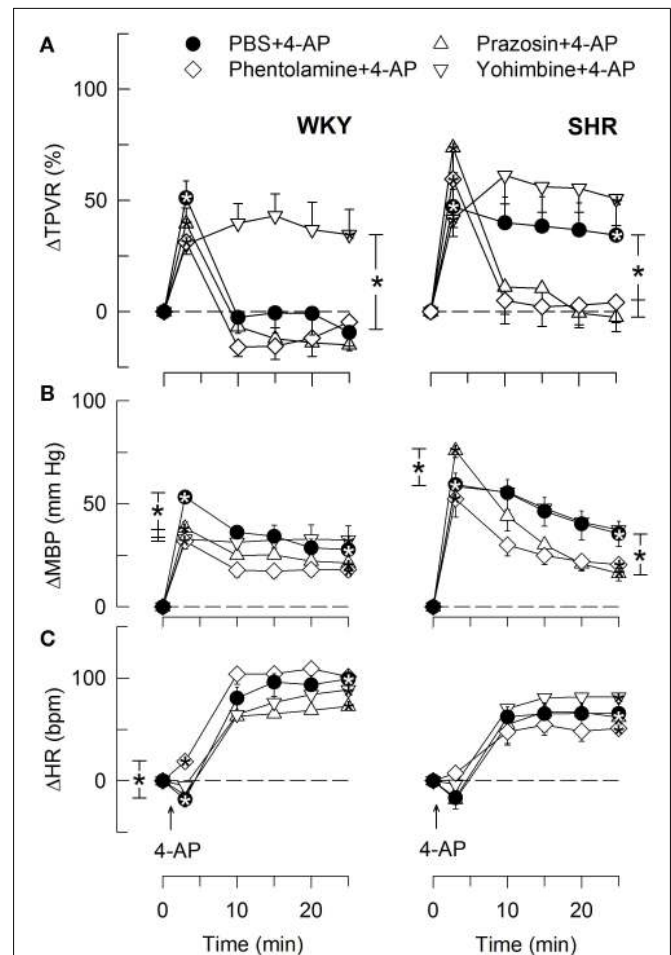 A
PBS+4-AP Prazosin+4-AP
Phentolamine+4-AP Yohimbine+4-AP
WKY SHR
ΔTPVR (%)
100
50
0
*
*
B
ΔMBP (mm Hg)
100
50
0
*
*
*
C
ΔHR (bpm)
100
0
*
4-AP 4-AP
0 10 20 0 10 20
Time (min) Time (min)